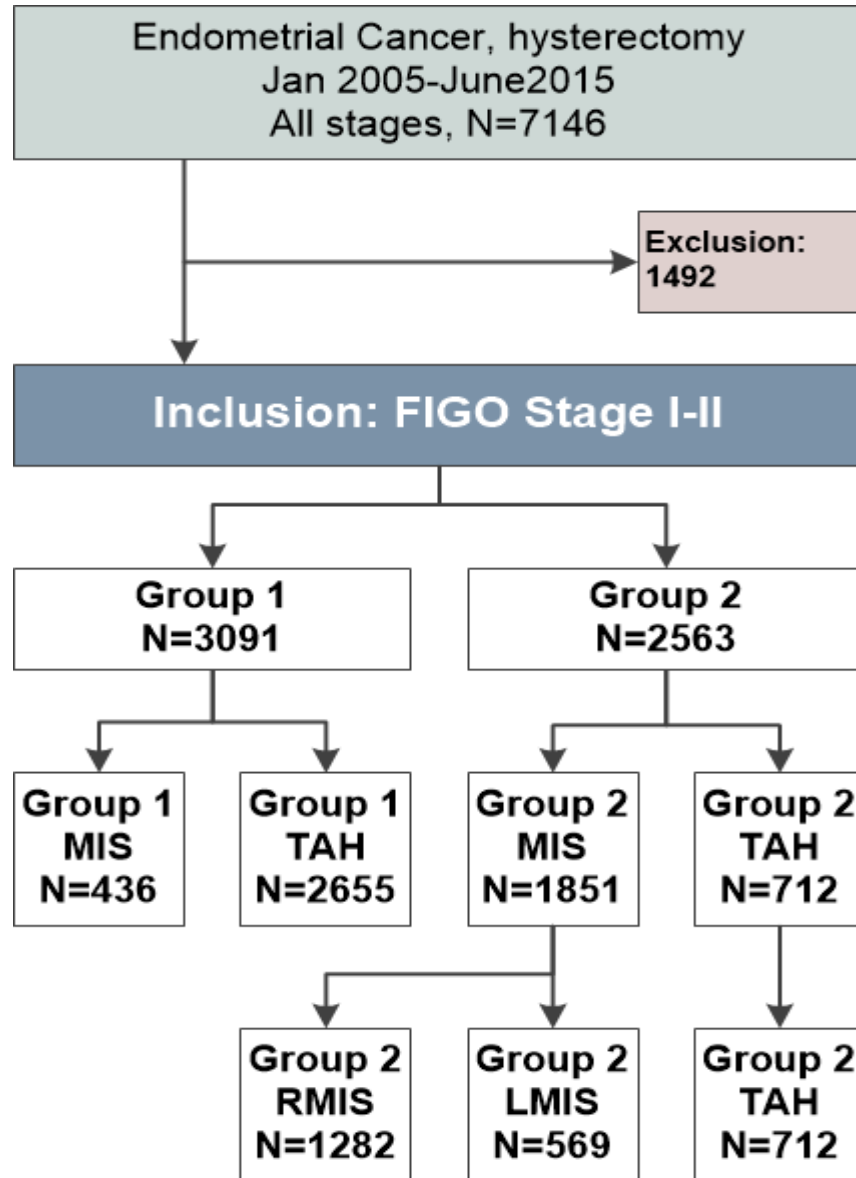 Endometrial Cancer, hysterectomy
Jan 2005-June2015
All stages, N=7146
Exclusion:
1492
Inclusion: FIGO Stage I-II
Group 1
N=3091
Group 2
N=2563
Group 1
MIS
N=436
Group 1
TAH
N=2655
Group 2
MIS
N=1851
Group 2
TAH
N=712
Group 2
RMIS
N=1282
Group 2
LMIS
N=569
Group 2
TAH
N=712